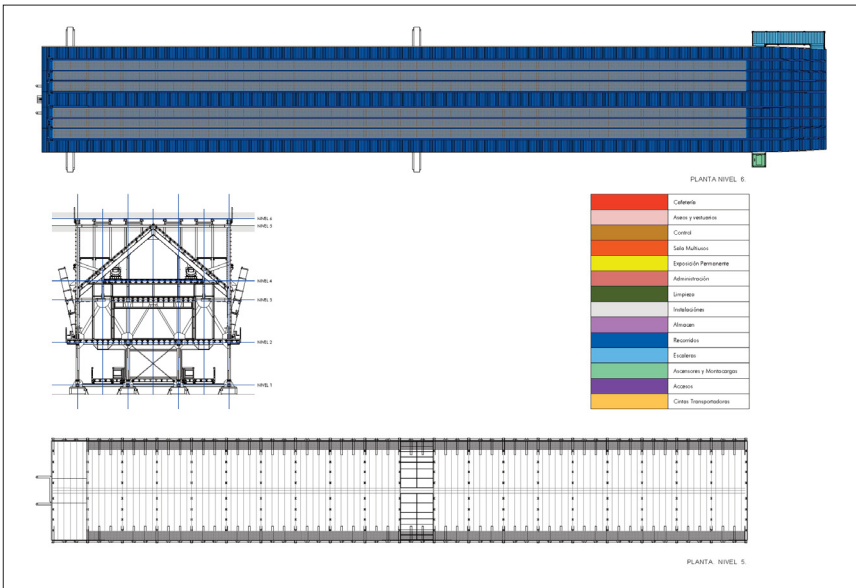 PLANTA NIVEL 6.
NIVEL 6
NIVEL 5
NIVEL 4
NIVEL 3
NIVEL 2
NIVEL 1
Cafetería
Aseos y vestuarios
Control
Sala Multiusos
Exposición Permanente
Administración
Limpieza
Instalaciónes
Almacen
Recorridos
Escaleras
Ascensores y Montacargas
Accesos
Cintas Transportadoras
PLANTA NIVEL 5.